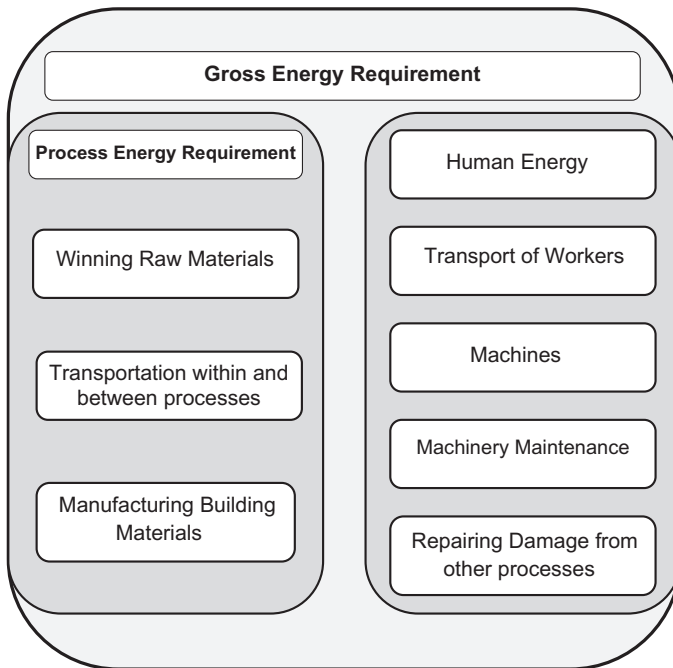 Gross Energy Requirement
Process Energy Requirement
Winning Raw Materials
Transportation within and
between processes
Manufacturing Building
Materials
Human Energy
Transport of Workers
Machines
Machinery Maintenance
Repairing Damage from
other processes